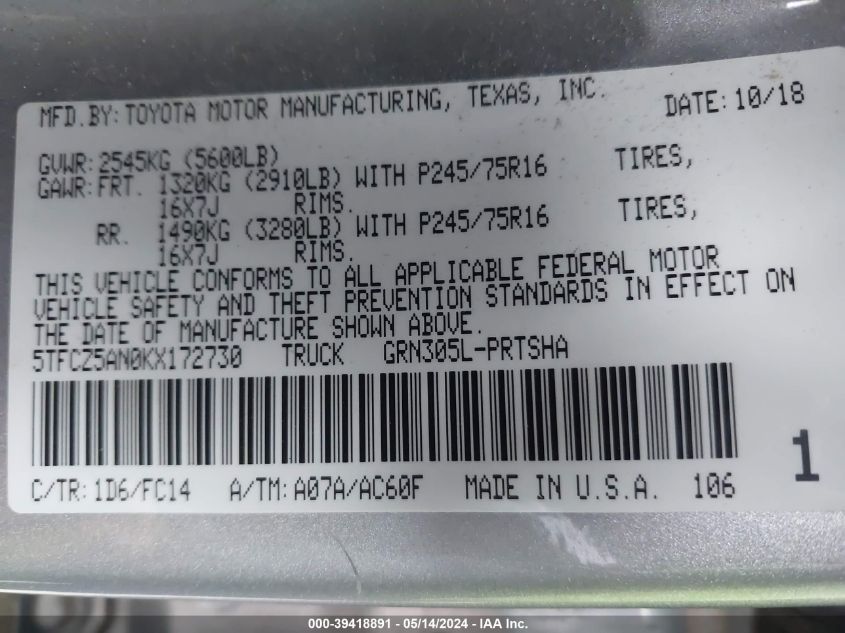 MFD.BY:TOYOTA MOTOR MANUFACTURING, TEXAS, INC. DATE:10/18
GVWR:2545KG (5600LB)
GAWR:FRT. 1320KG (2910LB) WITH P245/75R16 TIRES,
16X7J RIMS.
RR. 1490KG (3280LB) WITH P245/75R16 TIRES,
16X7J RIMS.
THIS VEHICLE CONFORMS TO ALL APPLICABLE FEDERAL MOTOR
VEHICLE SAFETY AND THEFT PREVENTION STANDARDS IN EFFECT ON
THE DATE OF MANUFACTURE SHOWN ABOVE.
5TFCZ5AN0KX172730 TRUCK GRN305L-PRTSHA
1
C/TR:1D6/FC14 A/TM:A07A/AC60F MADE IN U.S.A. 106
000-39418891 - 05/14/2024 - IAA Inc.